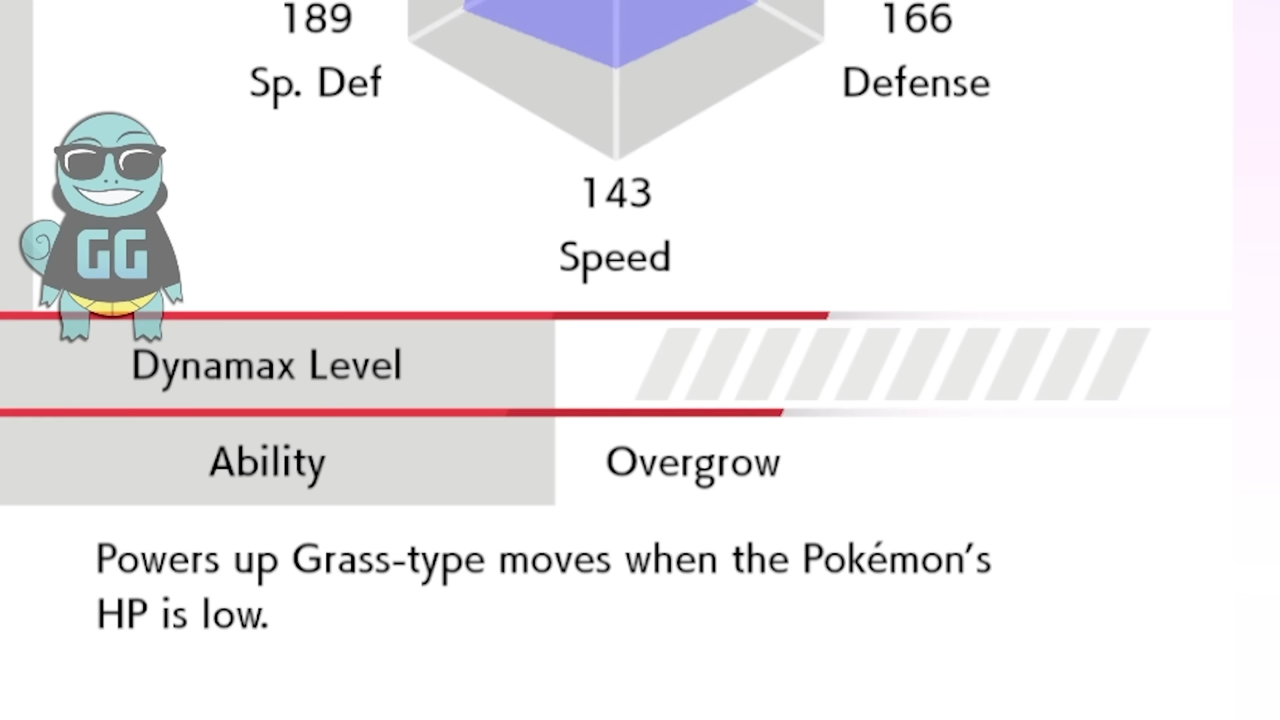 189
166
Sp. Def
Defense
143
Speed
GG
Dynamax Level
Ability
Overgrow
Powers up Grass-type moves when the Pokémon's
HP is low.